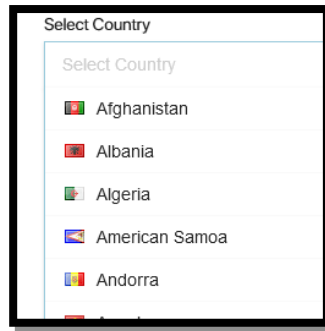 Select Country
Select Country
Afghanistan
Albania
Algeria
American Samoa
Andorra